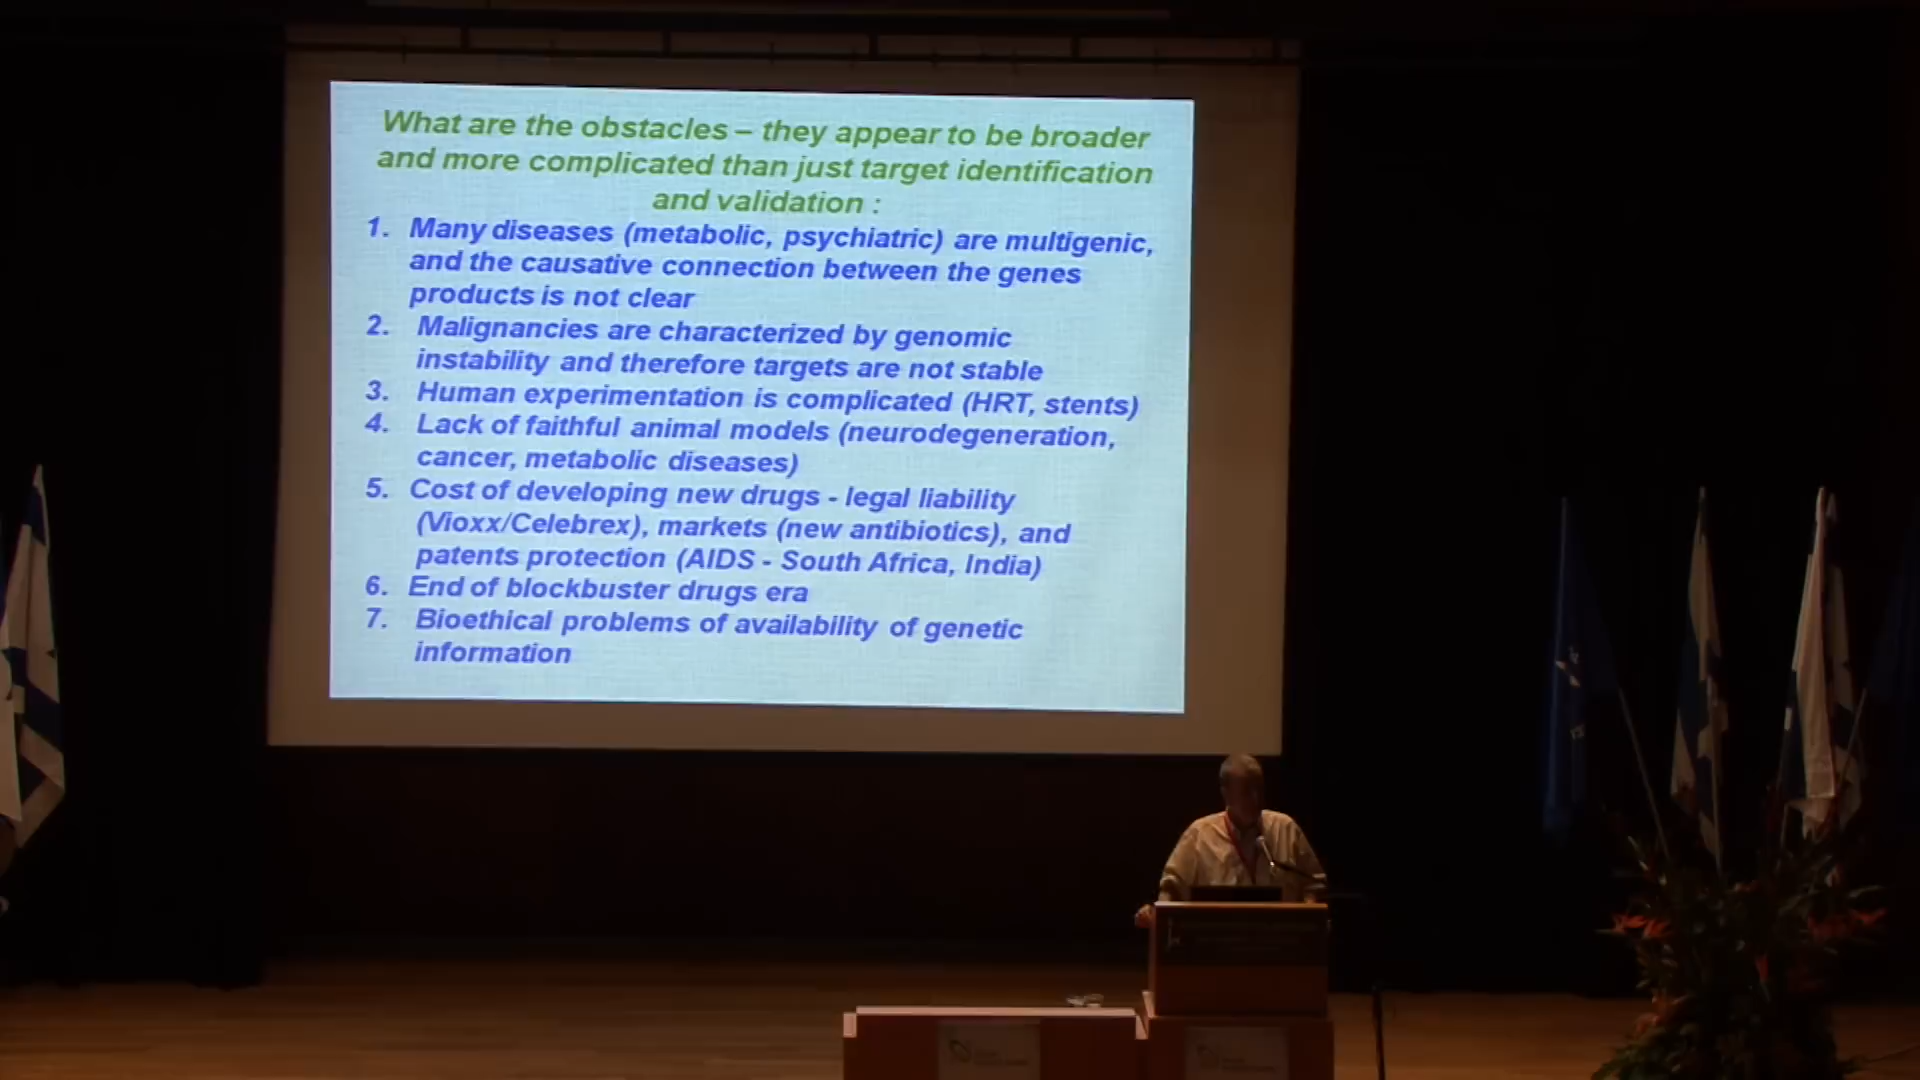 What are the obstacles – they appear to be broader
and more complicated than just target identification
and validation :
1. Many diseases (metabolic, psychiatric) are multigenic,
and the causative connection between the genes
products is not clear
2. Malignancies are characterized by genomic
instability and therefore targets are not stable
3. Human experimentation is complicated (HRT, stents)
4. Lack of faithful animal models (neurodegeneration,
cancer, metabolic diseases)
5. Cost of developing new drugs - legal liability
(Vioxx/Celebrex), markets (new antibiotics), and
patents protection (AIDS - South Africa, India)
6. End of blockbuster drugs era
7. Bioethical problems of availability of genetic
information